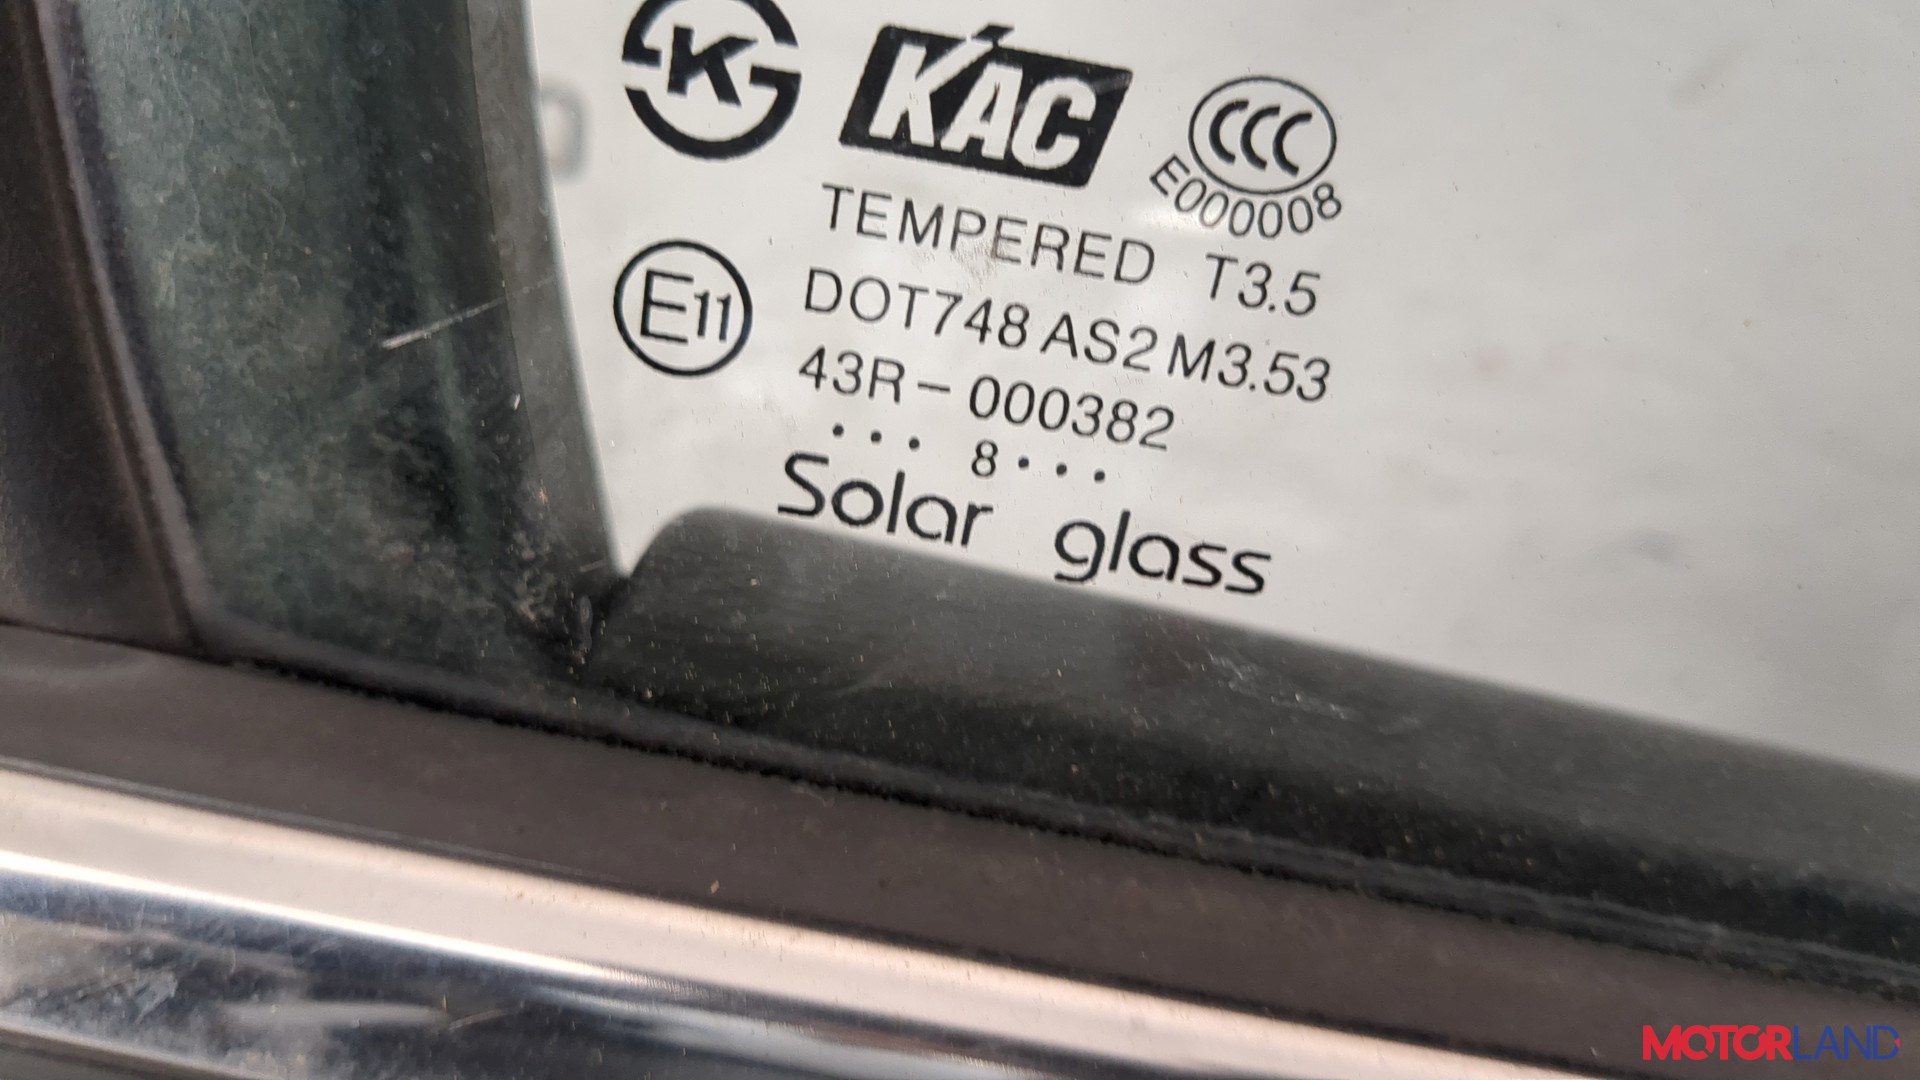 K
KAC
CCC
E000008
TEMPERED T3.5
E11
DOT748 AS2 M3.53
43R-000382
... 8 ...
Solar glass
MOTORLAND